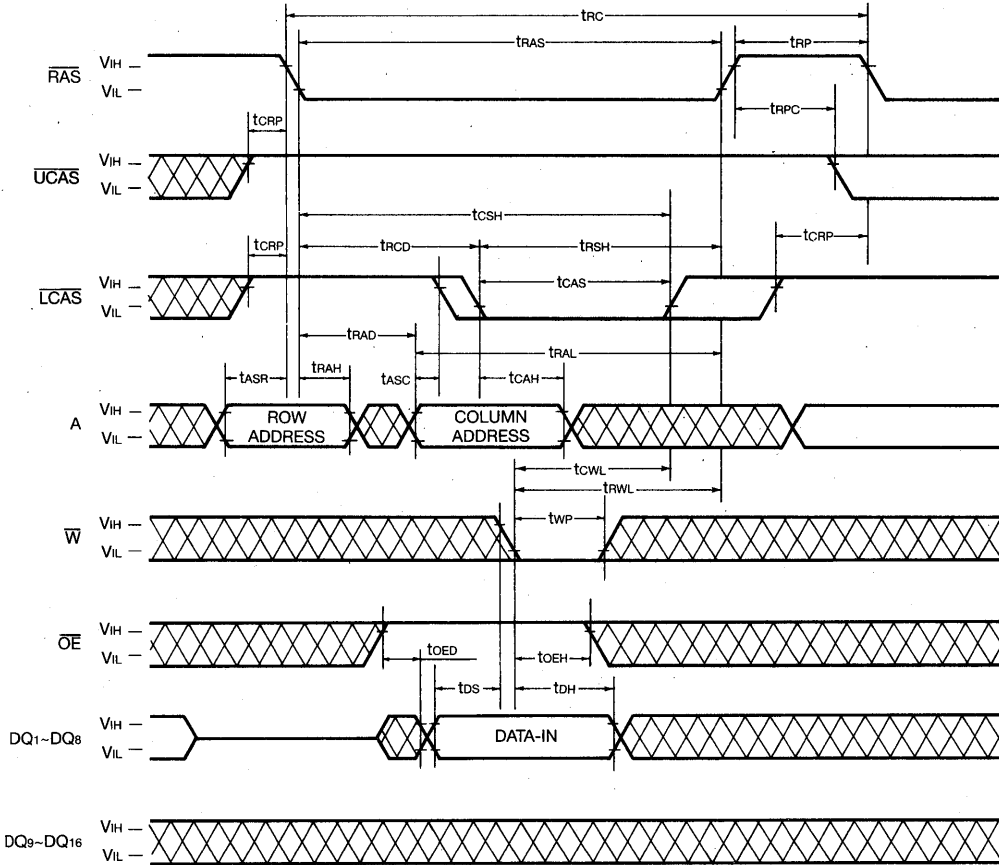 tRC
tRAS
tRP
RAS
VIH
VIL
tRPC
tCRP
UCAS
VIH
VIL
tCSH
tCRP
tRCD
tRSH
tCRP
LCAS
VIH
VIL
tCAS
tRAD
tRAL
tASR
tRAH
tASC
tCAH
A
VIH
VIL
ROW
ADDRESS
COLUMN
ADDRESS
tCWL
tRWL
W
VIH
VIL
tWP
OE
VIH
VIL
tOED
tOEH
tDS
tDH
DQ1~DQ8
VIH
VIL
DATA-IN
DQ9~DQ16
VIH
VIL